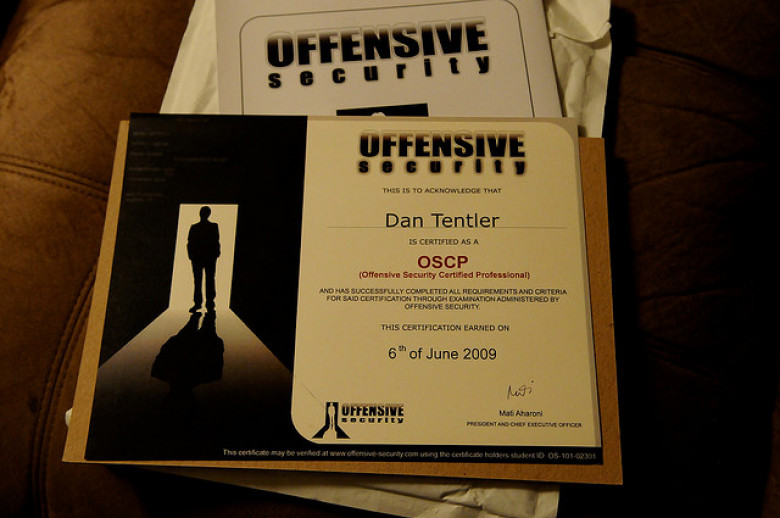 OFFENSIVE
security
OFFENSIVE
security
THIS IS TO ACKNOWLEDGE THAT
Dan Tentler
IS CERTIFIED AS A
OSCP
(Offensive Security Certified Professional)
AND HAS SUCCESSFULLY COMPLETED ALL REQUIREMENTS AND CRITERIA
FOR SAID CERTIFICATION THROUGH EXAMINATION ADMINISTERED BY
OFFENSIVE SECURITY.
THIS CERTIFICATION EARNED ON
6th of June 2009
Mati
Mati Aharoni
PRESIDENT AND CHIEF EXECUTIVE OFFICER
OFFENSIVE
security
This certificate may be verified at www.offensive-security.com using the certificate holders student ID OS-101-02301